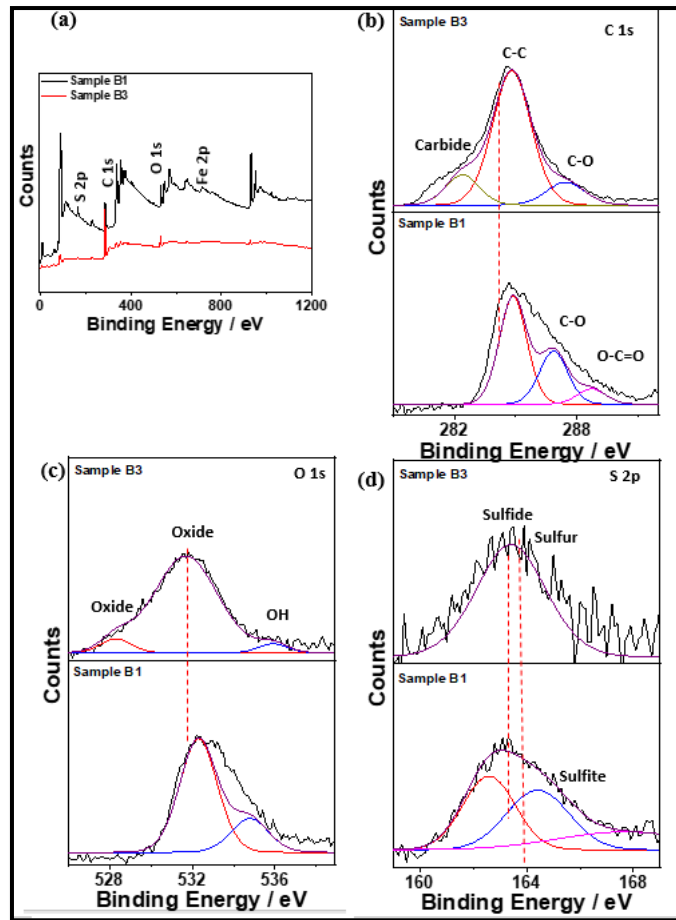 (a)
Sample B1
Sample B3
S 2p
C 1s
O 1s
Fe 2p
Counts
0 400 800 1200
Binding Energy / eV
(b)
Sample B3
C 1s
C-C
Carbide
C-O
Sample B1
C-O
O-C=O
Counts
282 288
Binding Energy / eV
(c)
Sample B3
O 1s
Oxide
Oxide
OH
Sample B1
Counts
528 532 536
Binding Energy / eV
(d)
Sample B3
S 2p
Sulfide
Sulfur
Sample B1
Sulfite
Counts
160 164 168
Binding Energy / eV